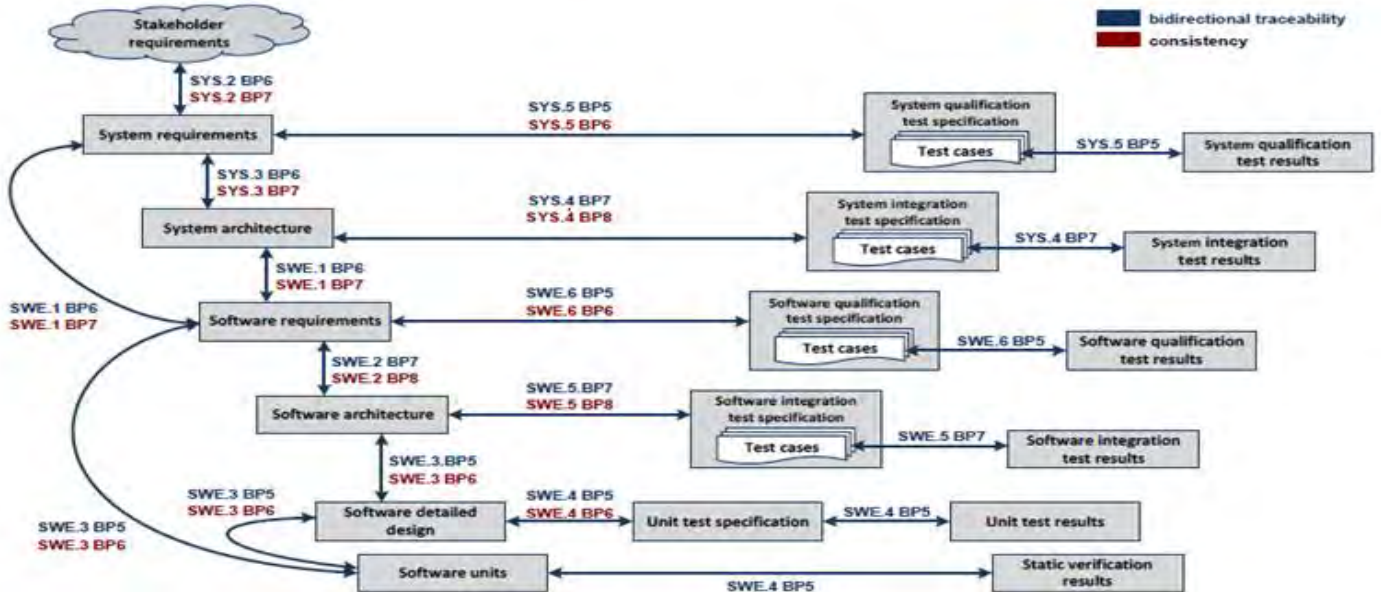 Stakeholder
requirements
bidirectional traceability
consistency
SYS.2 BP6
SYS.2 BP7
System requirements
SYS.5 BP5
SYS.5 BP6
System qualification
test specification
Test cases
SYS.5 BP5
System qualification
test results
SYS.3 BP6
SYS.3 BP7
System architecture
SYS.4 BP7
SYS.4 BP8
System integration
test specification
Test cases
SYS.4 BP7
System integration
test results
SWE.1 BP6
SWE.1 BP7
SWE.1 BP6
SWE.1 BP7
Software requirements
SWE.6 BP5
SWE.6 BP6
Software qualification
test specification
Test cases
SWE.6 BP5
Software qualification
test results
SWE.2 BP7
SWE.2 BP8
Software architecture
SWE.5 BP7
SWE.5 BP8
Software integration
test specification
Test cases
SWE.5 BP7
Software integration
test results
SWE.3.BP5
SWE.3 BP6
SWE.3 BP5
SWE.3 BP6
SWE.3 BP5
SWE.3 BP6
Software detailed
design
SWE.4 BP5
SWE.4 BP6
Unit test specification
SWE.4 BP5
Unit test results
Software units
SWE.4 BP5
Static verification
results